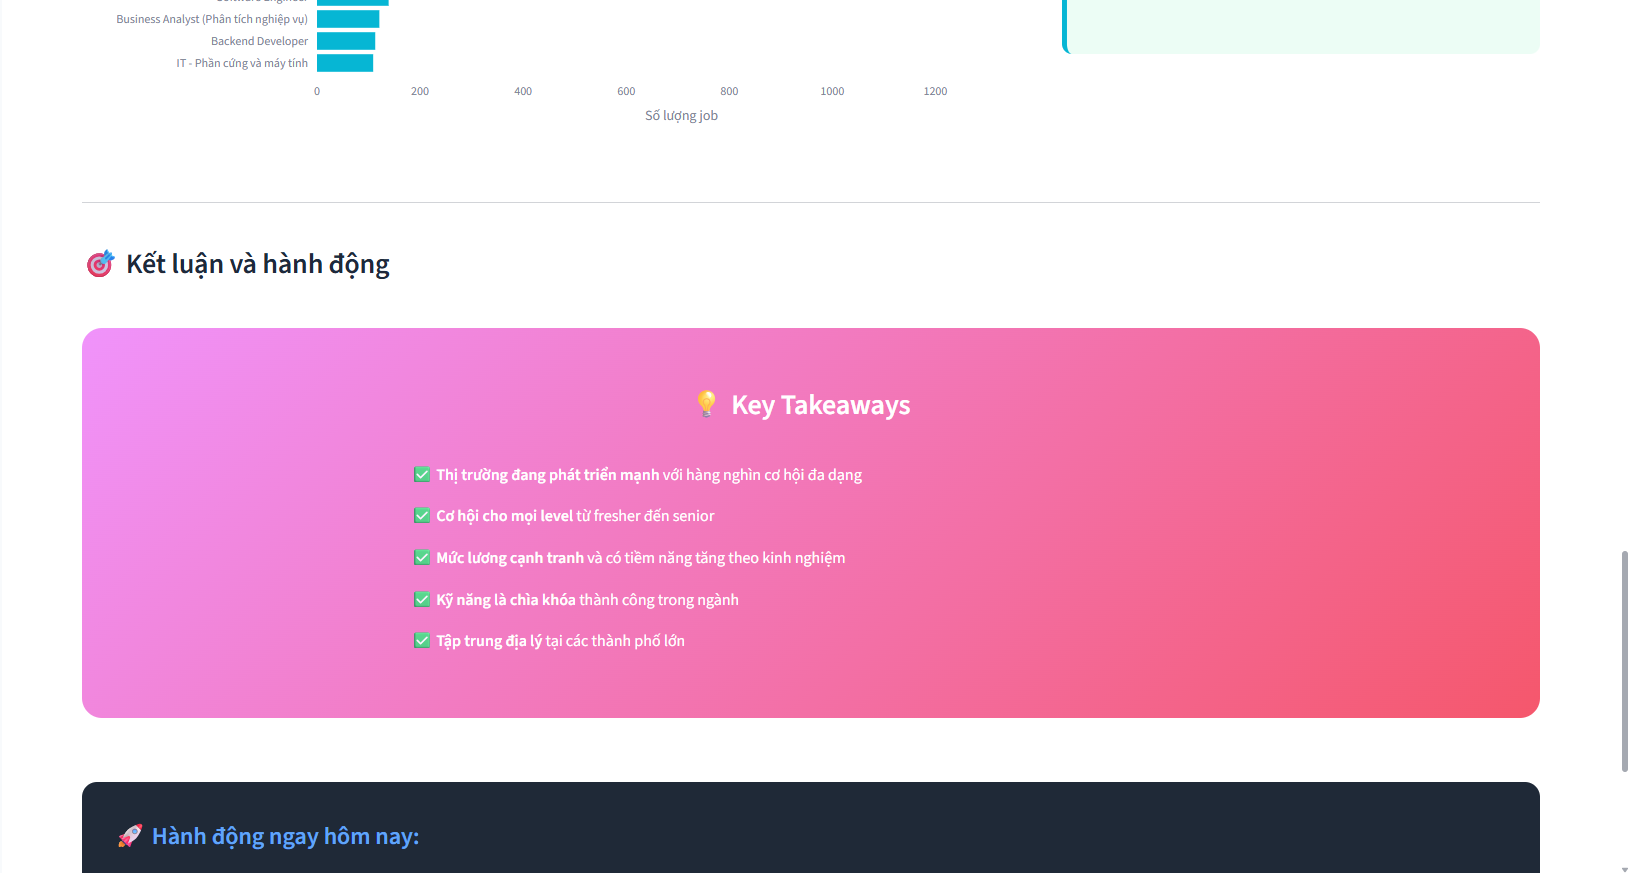 Software Engineer
Business Analyst (Phân tích nghiệp vụ)
Backend Developer
IT - Phần cứng và máy tính
0 200 400 600 800 1000 1200
Số lượng job
Kết luận và hành động
Key Takeaways
Thị trường đang phát triển mạnh với hàng nghìn cơ hội đa dạng
Cơ hội cho mọi level từ fresher đến senior
Mức lương cạnh tranh và có tiềm năng tăng theo kinh nghiệm
Kỹ năng là chìa khóa thành công trong ngành
Tập trung địa lý tại các thành phố lớn
Hành động ngay hôm nay: